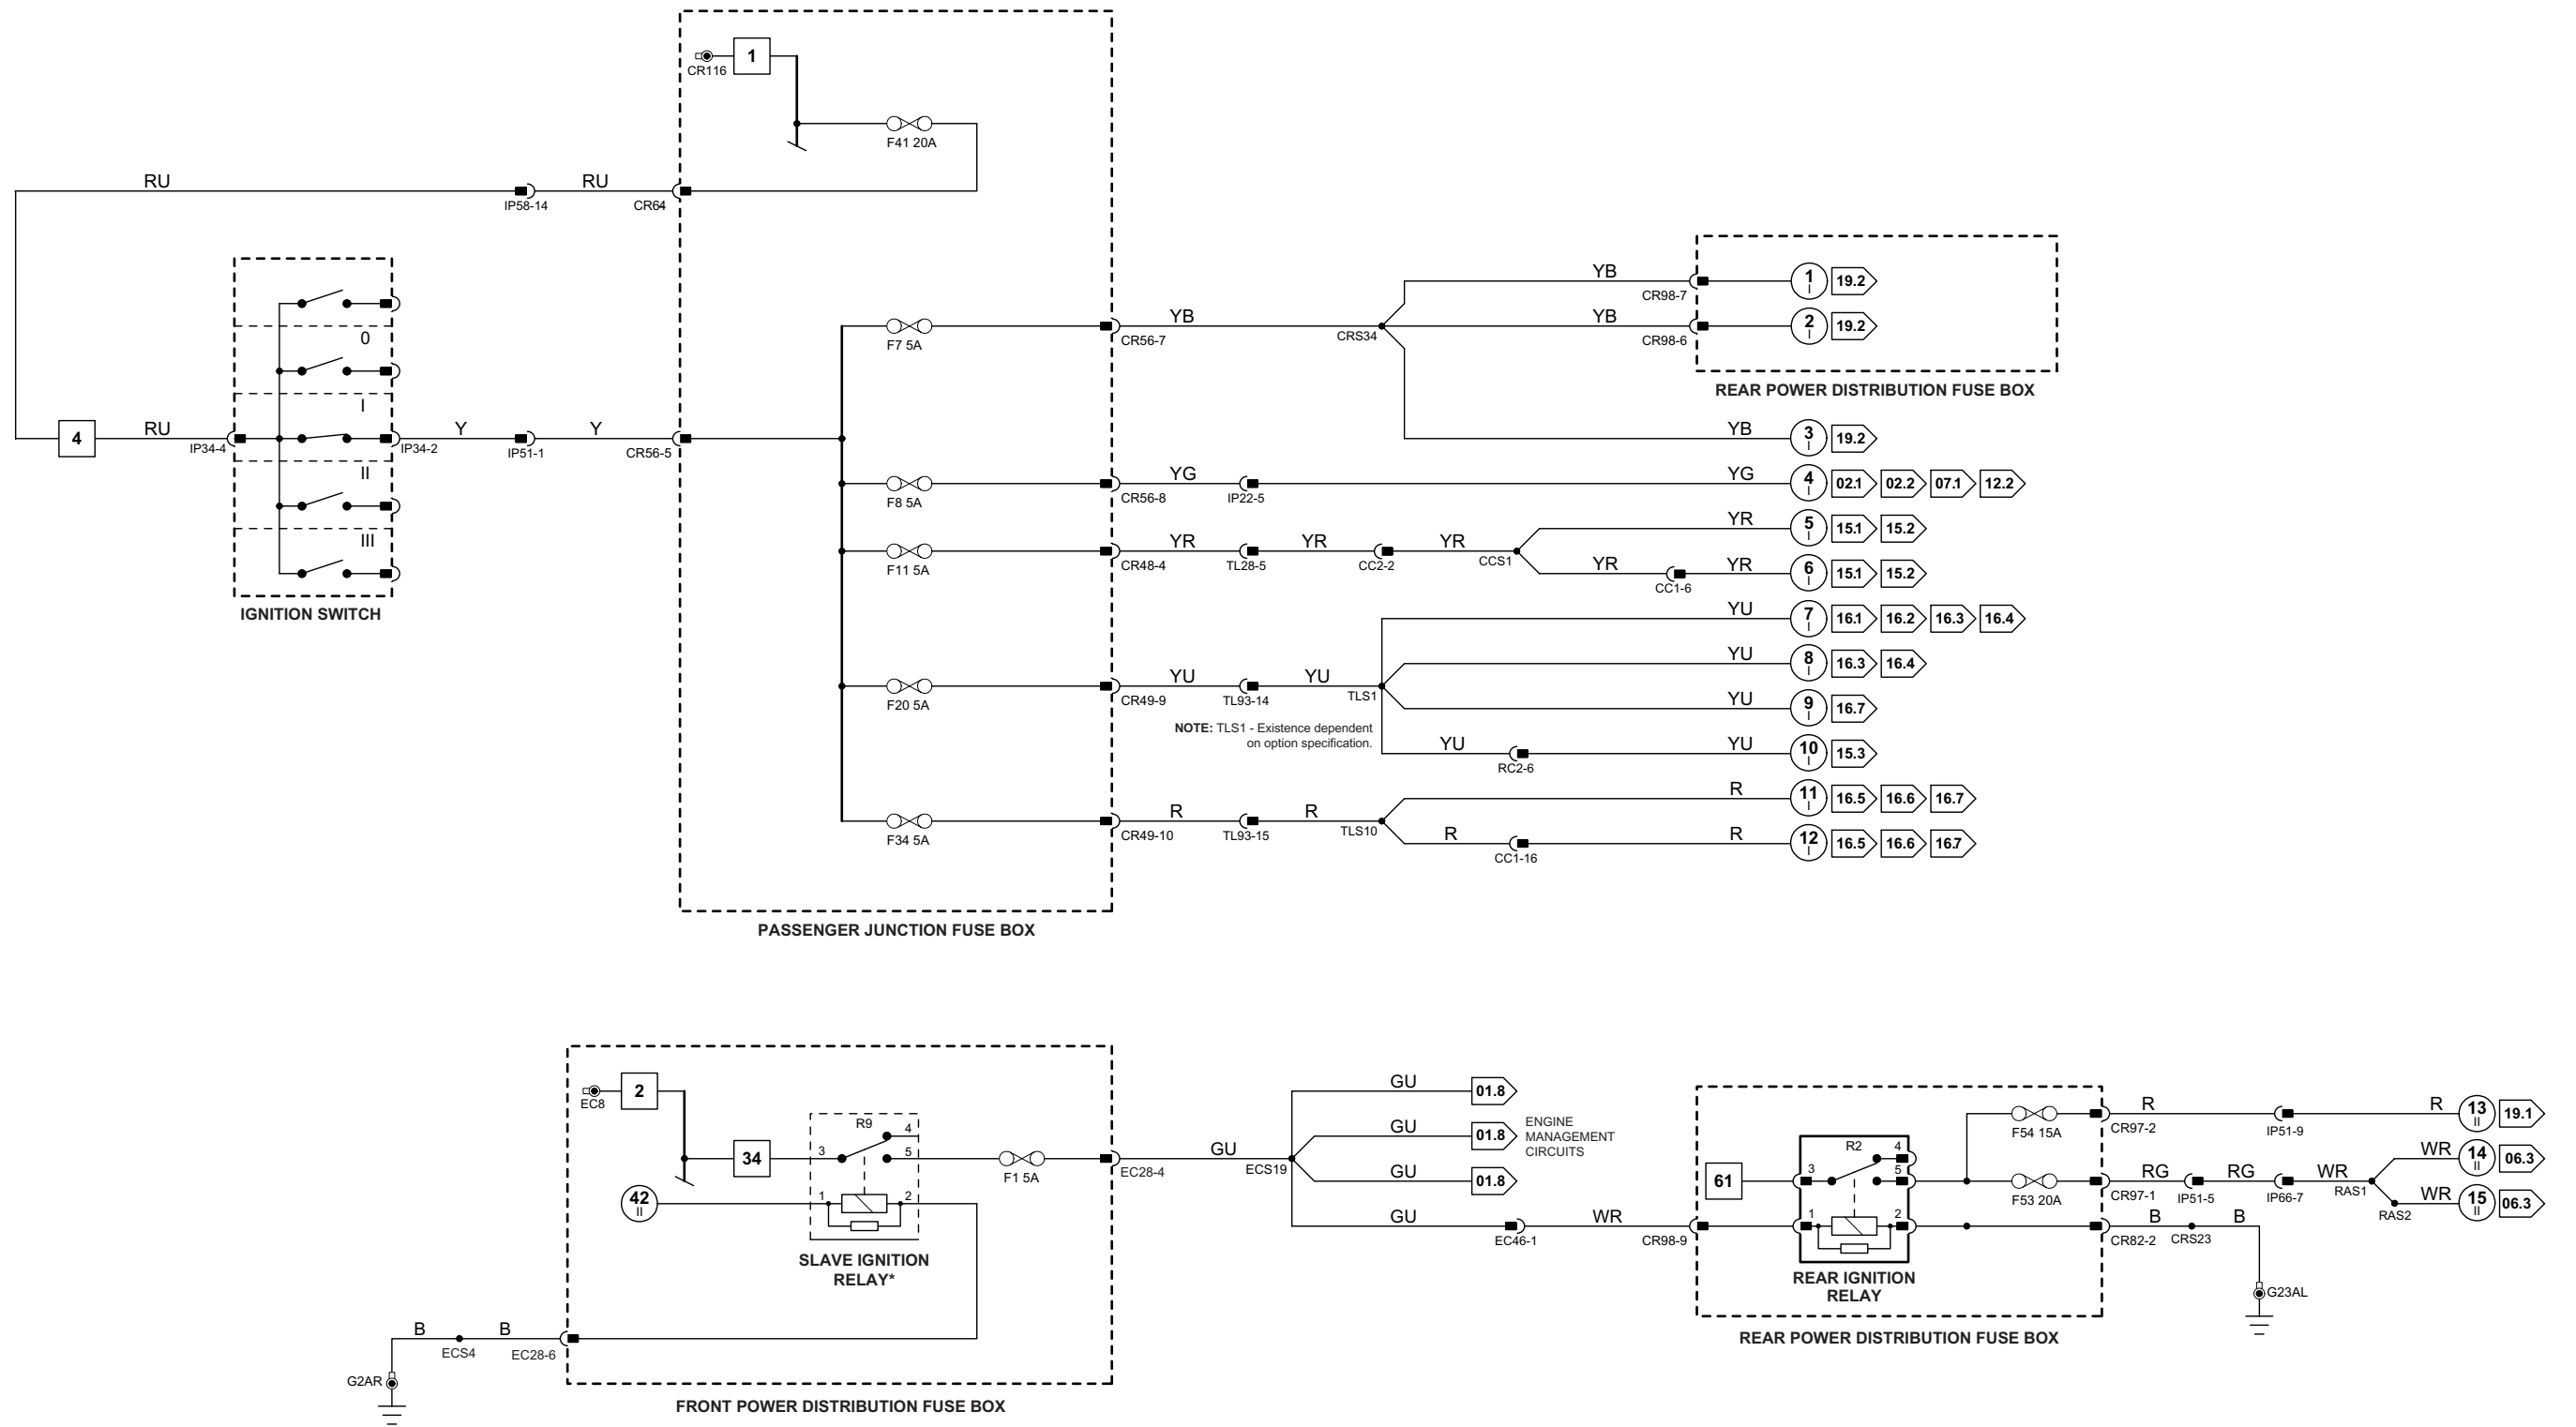 1
CR116
F41 20A
RU
RU
IP58-14
CR64
0
I
II
III
4
RU
IP34-4
IP34-2
Y
IP51-1
Y
CR56-5
IGNITION SWITCH
F7 5A
CR56-7
YB
CRS34
YB
CR98-7
1
I
19.2
YB
CR98-6
2
I
19.2
REAR POWER DISTRIBUTION FUSE BOX
YB
3
I
19.2
F8 5A
CR56-8
YG
IP22-5
YG
4
I
02.1
02.2
07.1
12.2
F11 5A
CR48-4
YR
TL28-5
YR
CC2-2
YR
CCS1
YR
5
I
15.1
15.2
YR
CC1-6
YR
6
I
15.1
15.2
F20 5A
CR49-9
YU
TL93-14
YU
TLS1
NOTE: TLS1 - Existence dependent
on option specification.
YU
7
I
16.1
16.2
16.3
16.4
YU
8
I
16.3
16.4
YU
9
I
16.7
YU
RC2-6
YU
10
I
15.3
F34 5A
CR49-10
R
TL93-15
R
TLS10
R
11
I
16.5
16.6
16.7
R
CC1-16
R
12
I
16.5
16.6
16.7
PASSENGER JUNCTION FUSE BOX
EC8
2
34
R9
3
4
5
F1 5A
42
II
1
2
SLAVE IGNITION
RELAY*
EC28-4
GU
ECS19
GU
01.8
GU
01.8
ENGINE
MANAGEMENT
CIRCUITS
GU
01.8
GU
EC46-1
WR
CR98-9
61
R2
3
4
5
1
2
REAR IGNITION
RELAY
F54 15A
F53 20A
CR97-2
R
IP51-9
R
13
II
19.1
CR97-1
RG
IP51-5
RG
IP66-7
WR
RAS1
WR
14
II
06.3
RAS2
WR
15
II
06.3
CR82-2
B
CRS23
B
G23AL
REAR POWER DISTRIBUTION FUSE BOX
B
ECS4
B
EC28-6
G2AR
FRONT POWER DISTRIBUTION FUSE BOX